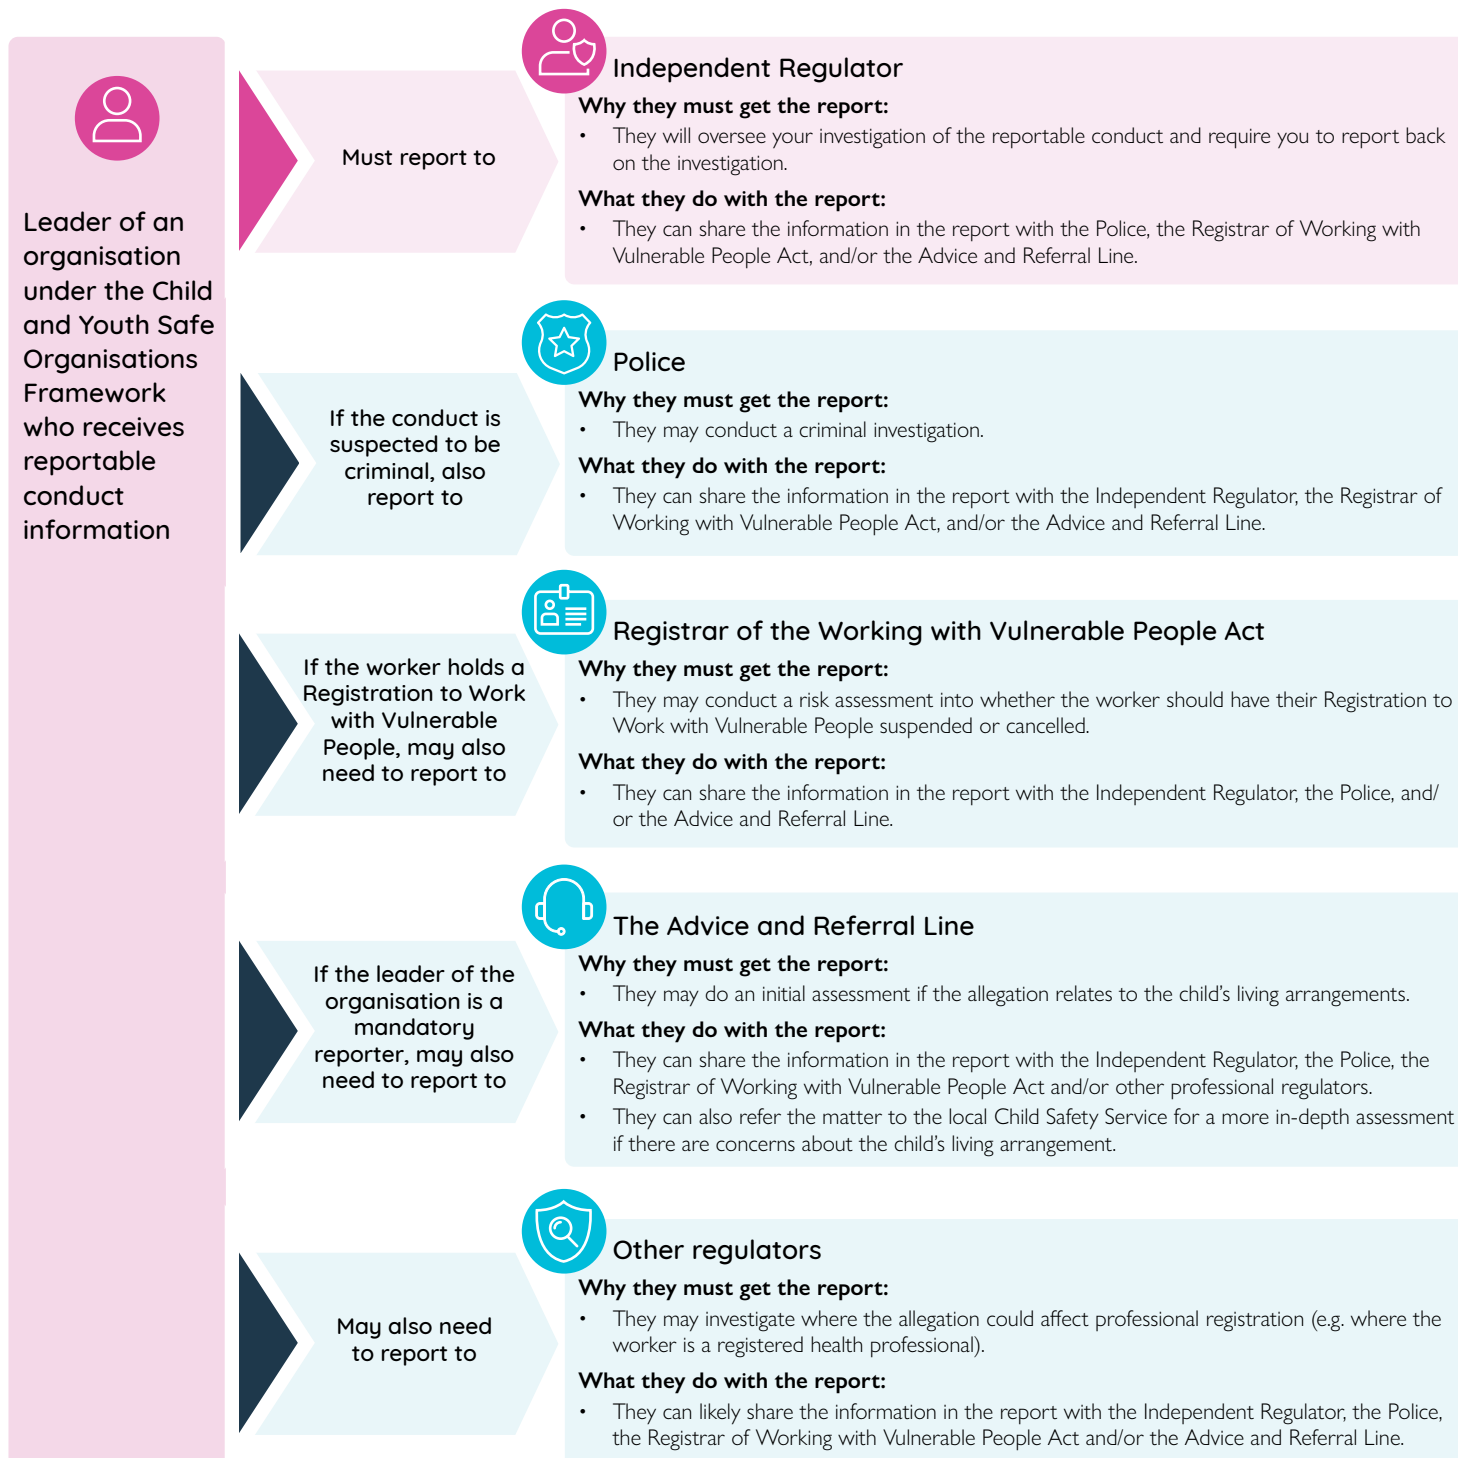 Leader of an
organisation
under the Child
and Youth Safe
Organisations
Framework
who receives
reportable
conduct
information
Must report to
Independent Regulator
Why they must get the report:
• They will oversee your investigation of the reportable conduct and require you to report back
on the investigation.
What they do with the report:
• They can share the information in the report with the Police, the Registrar of Working with
Vulnerable People Act, and/or the Advice and Referral Line.
If the conduct is
suspected to be
criminal, also
report to
Police
Why they must get the report:
• They may conduct a criminal investigation.
What they do with the report:
• They can share the information in the report with the Independent Regulator, the Registrar of
Working with Vulnerable People Act, and/or the Advice and Referral Line.
If the worker holds a
Registration to Work
with Vulnerable
People, may also
need to report to
Registrar of the Working with Vulnerable People Act
Why they must get the report:
• They may conduct a risk assessment into whether the worker should have their Registration to
Work with Vulnerable People suspended or cancelled.
What they do with the report:
• They can share the information in the report with the Independent Regulator, the Police, and/
or the Advice and Referral Line.
If the leader of the
organisation is a
mandatory
reporter, may also
need to report to
The Advice and Referral Line
Why they must get the report:
• They may do an initial assessment if the allegation relates to the child’s living arrangements.
What they do with the report:
• They can share the information in the report with the Independent Regulator, the Police, the
Registrar of Working with Vulnerable People Act and/or other professional regulators.
• They can also refer the matter to the local Child Safety Service for a more in-depth assessment
if there are concerns about the child’s living arrangement.
May also need
to report to
Other regulators
Why they must get the report:
• They may investigate where the allegation could affect professional registration (e.g. where the
worker is a registered health professional).
What they do with the report:
• They can likely share the information in the report with the Independent Regulator, the Police,
the Registrar of Working with Vulnerable People Act and/or the Advice and Referral Line.